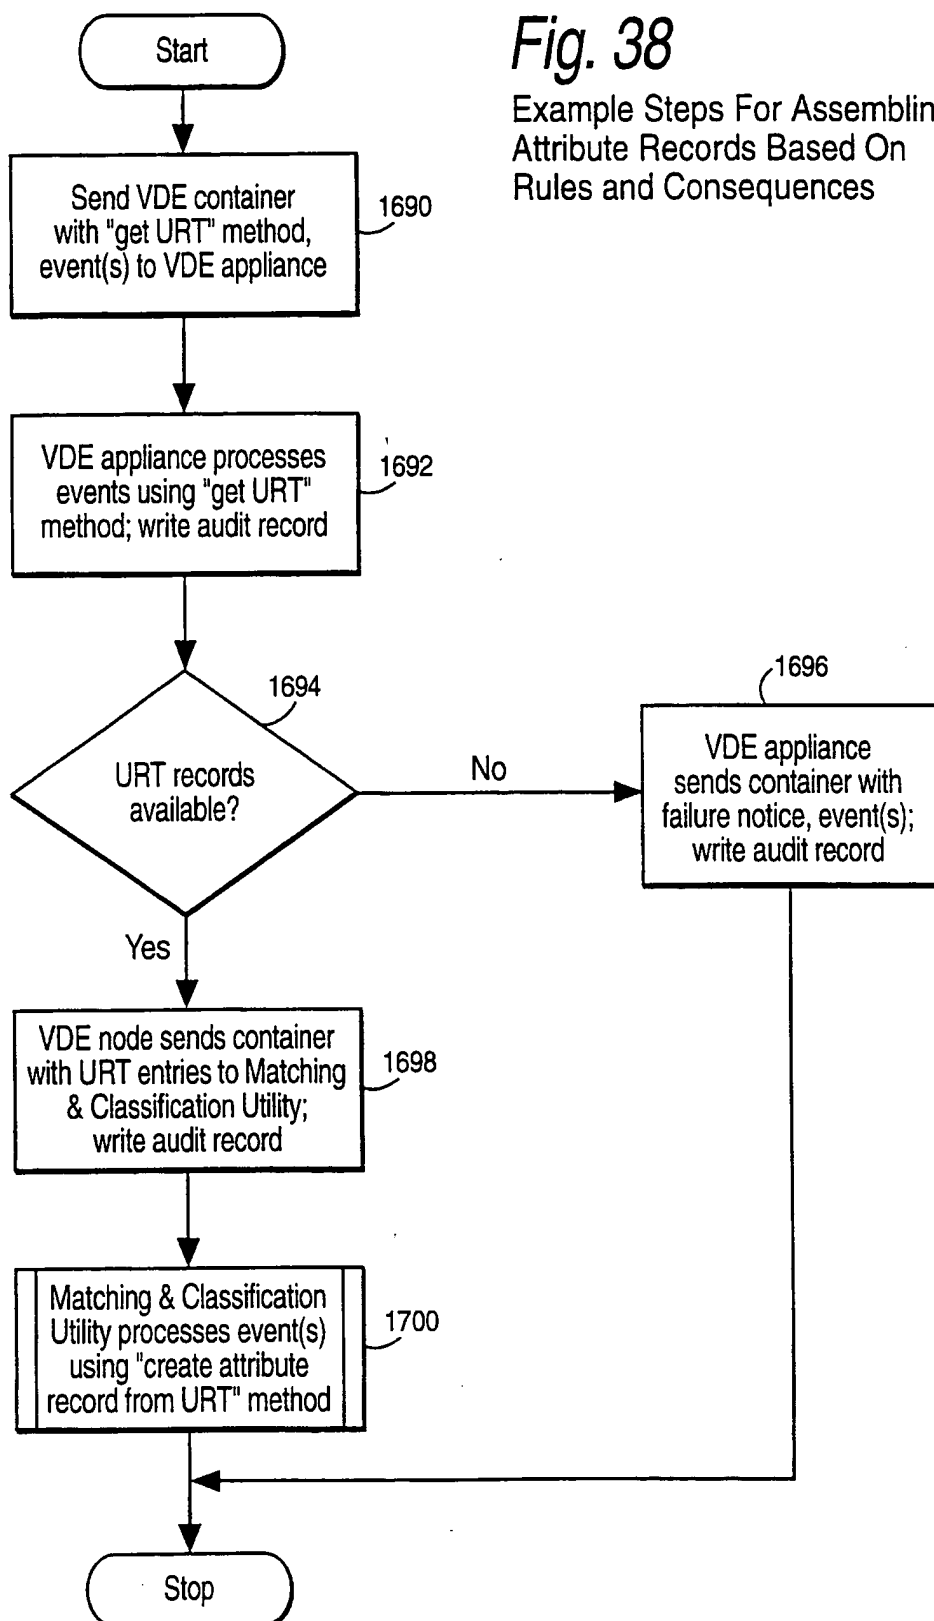 Start
Fig. 38
Example Steps For Assemblin
Attribute Records Based On
Rules and Consequences
Send VDE container
with "get URT" method,
event(s) to VDE appliance
1690
VDE appliance processes
events using "get URT"
method; write audit record
1692
URT records
available?
1694
No
VDE appliance
sends container with
failure notice, event(s);
write audit record
1696
Yes
VDE node sends container
with URT entries to Matching
& Classification Utility;
write audit record
1698
Matching & Classification
Utility processes event(s)
using "create attribute
record from URT" method
1700
Stop